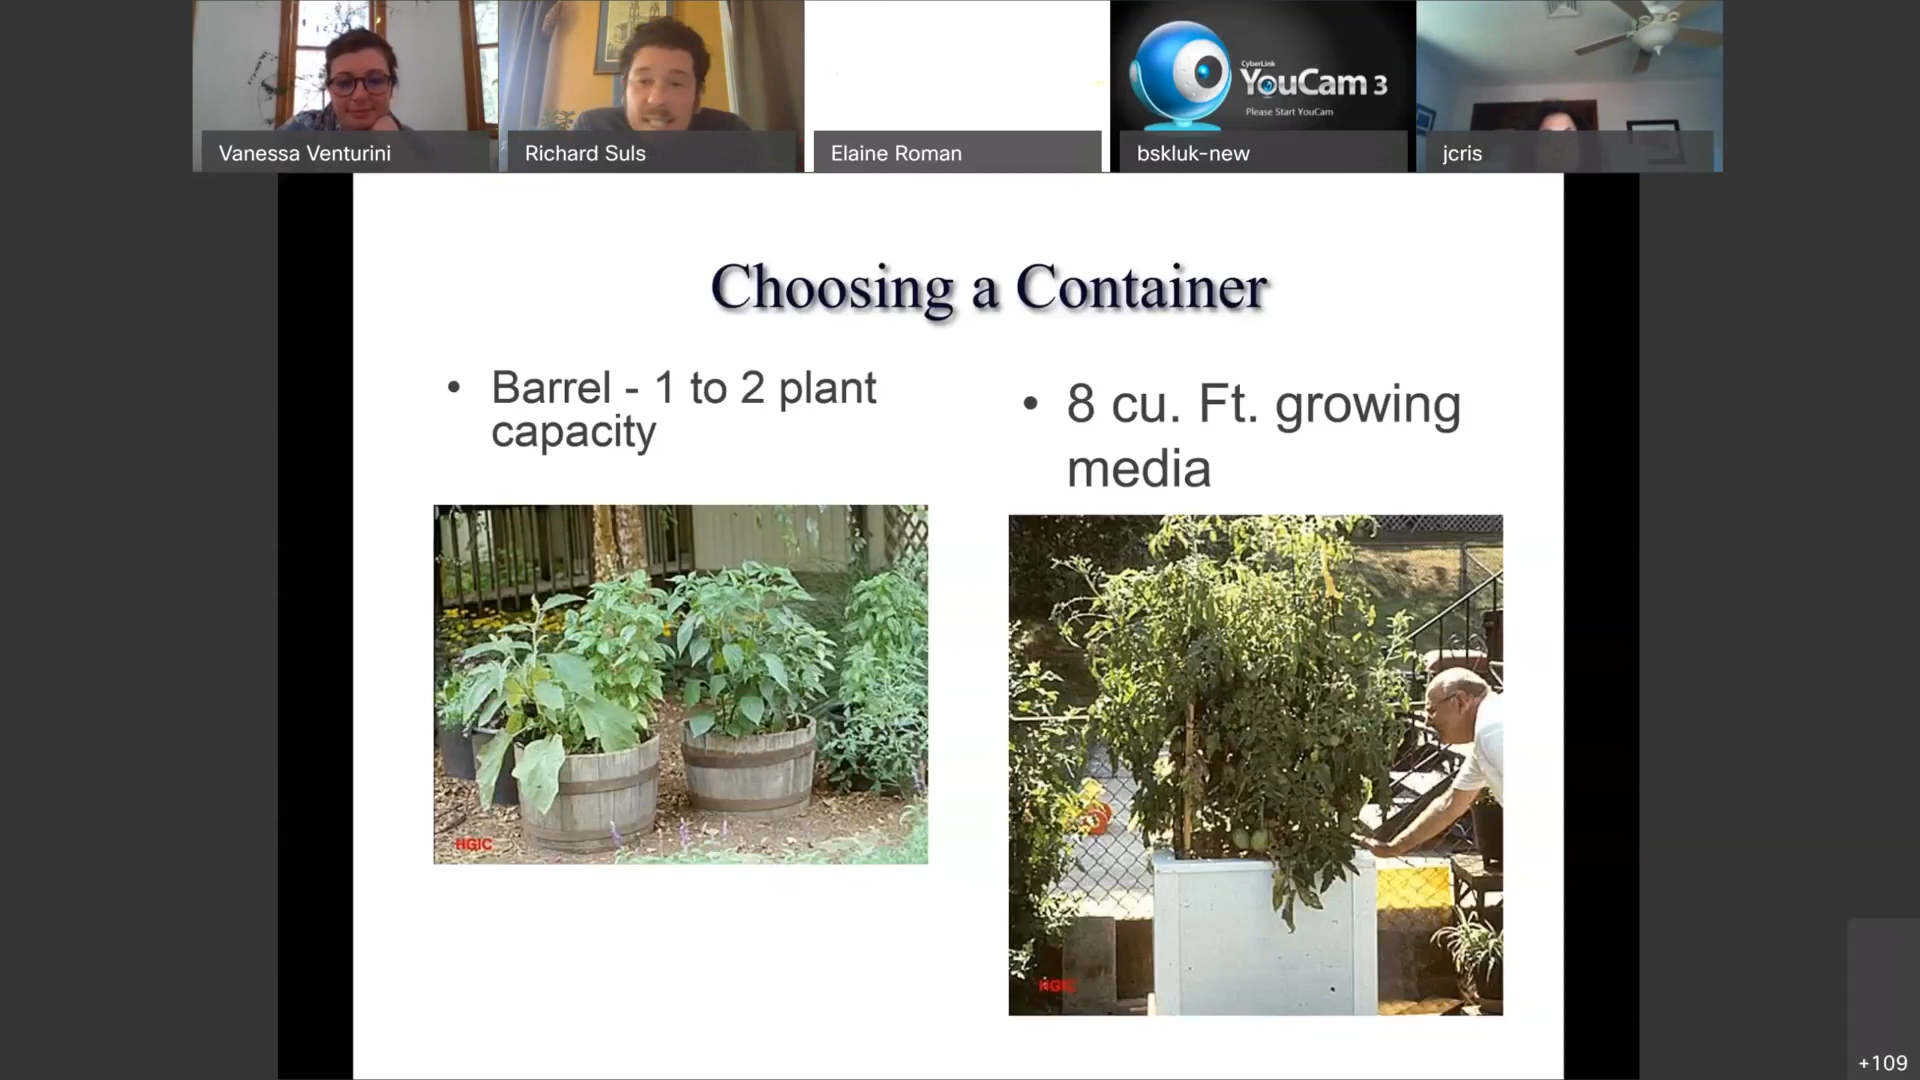 CyberLink
YouCam 3
Please Start YouCam
Vanessa Venturini
Richard Suls
Elaine Roman
bskluk-new
jcris
Choosing a Container
• Barrel - 1 to 2 plant
capacity
• 8 cu. Ft. growing
media
HGIC
HGIC
+109